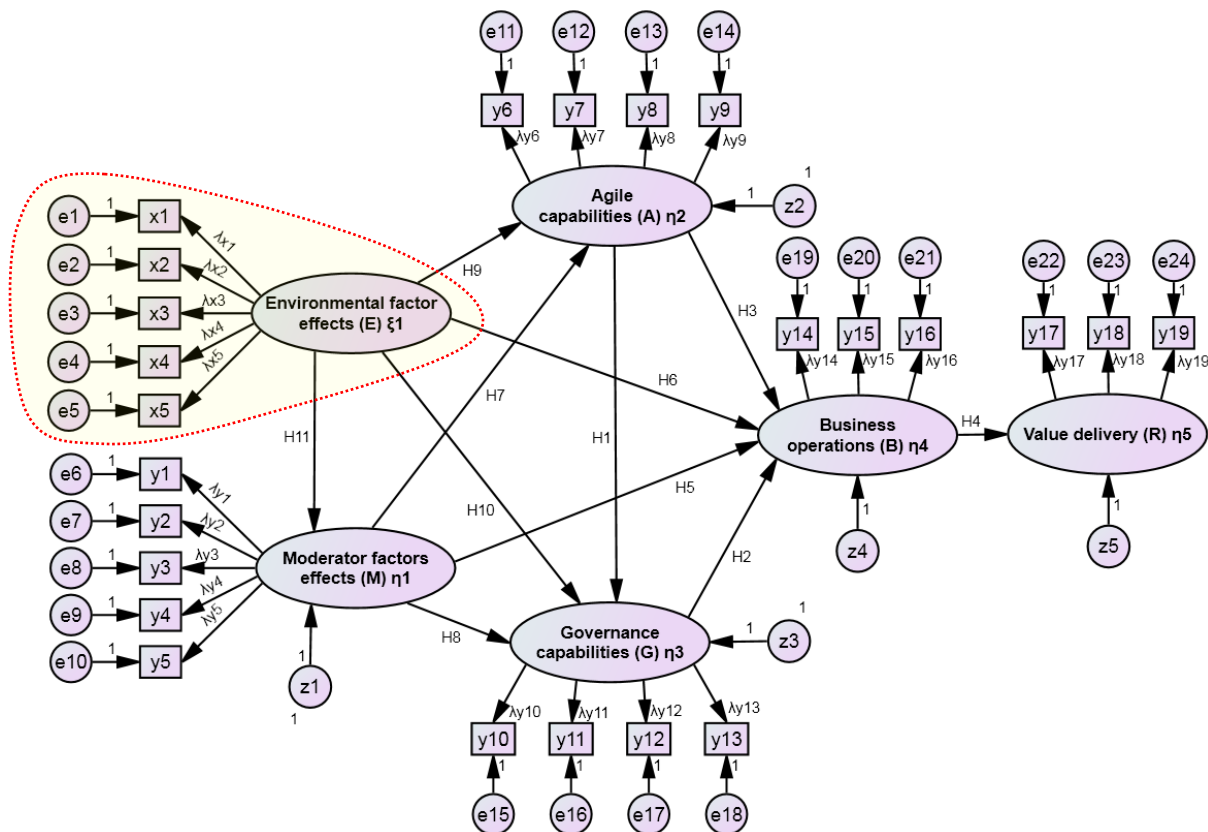 e11
e12
e13
e14
1
1
1
1
y6
y7
y8
y9
λy6
λy7
λy8
λy9
Agile
capabilities (A) η2
1
z2
1
e1
1
x1
λx1
e2
1
x2
λx2
e3
1
x3
λx3
e4
1
x4
λx4
e5
1
x5
λx5
Environmental factor
effects (E) ξ1
H9
H7
H6
H3
H1
H11
H10
H5
H2
H8
e19
e20
e21
1
1
1
y14
y15
y16
λy14
λy15
λy16
Business
operations (B) η4
1
z4
H4
e22
e23
e24
1
1
1
y17
y18
y19
λy17
λy18
λy19
Value delivery (R) η5
1
z5
e6
1
y1
λy1
e7
1
y2
λy2
e8
1
y3
λy3
e9
1
y4
λy4
e10
1
y5
λy5
Moderator factors
effects (M) η1
1
z1
1
Governance
capabilities (G) η3
1
z3
1
λy10
λy11
λy12
λy13
y10
y11
y12
y13
1
1
1
1
e15
e16
e17
e18